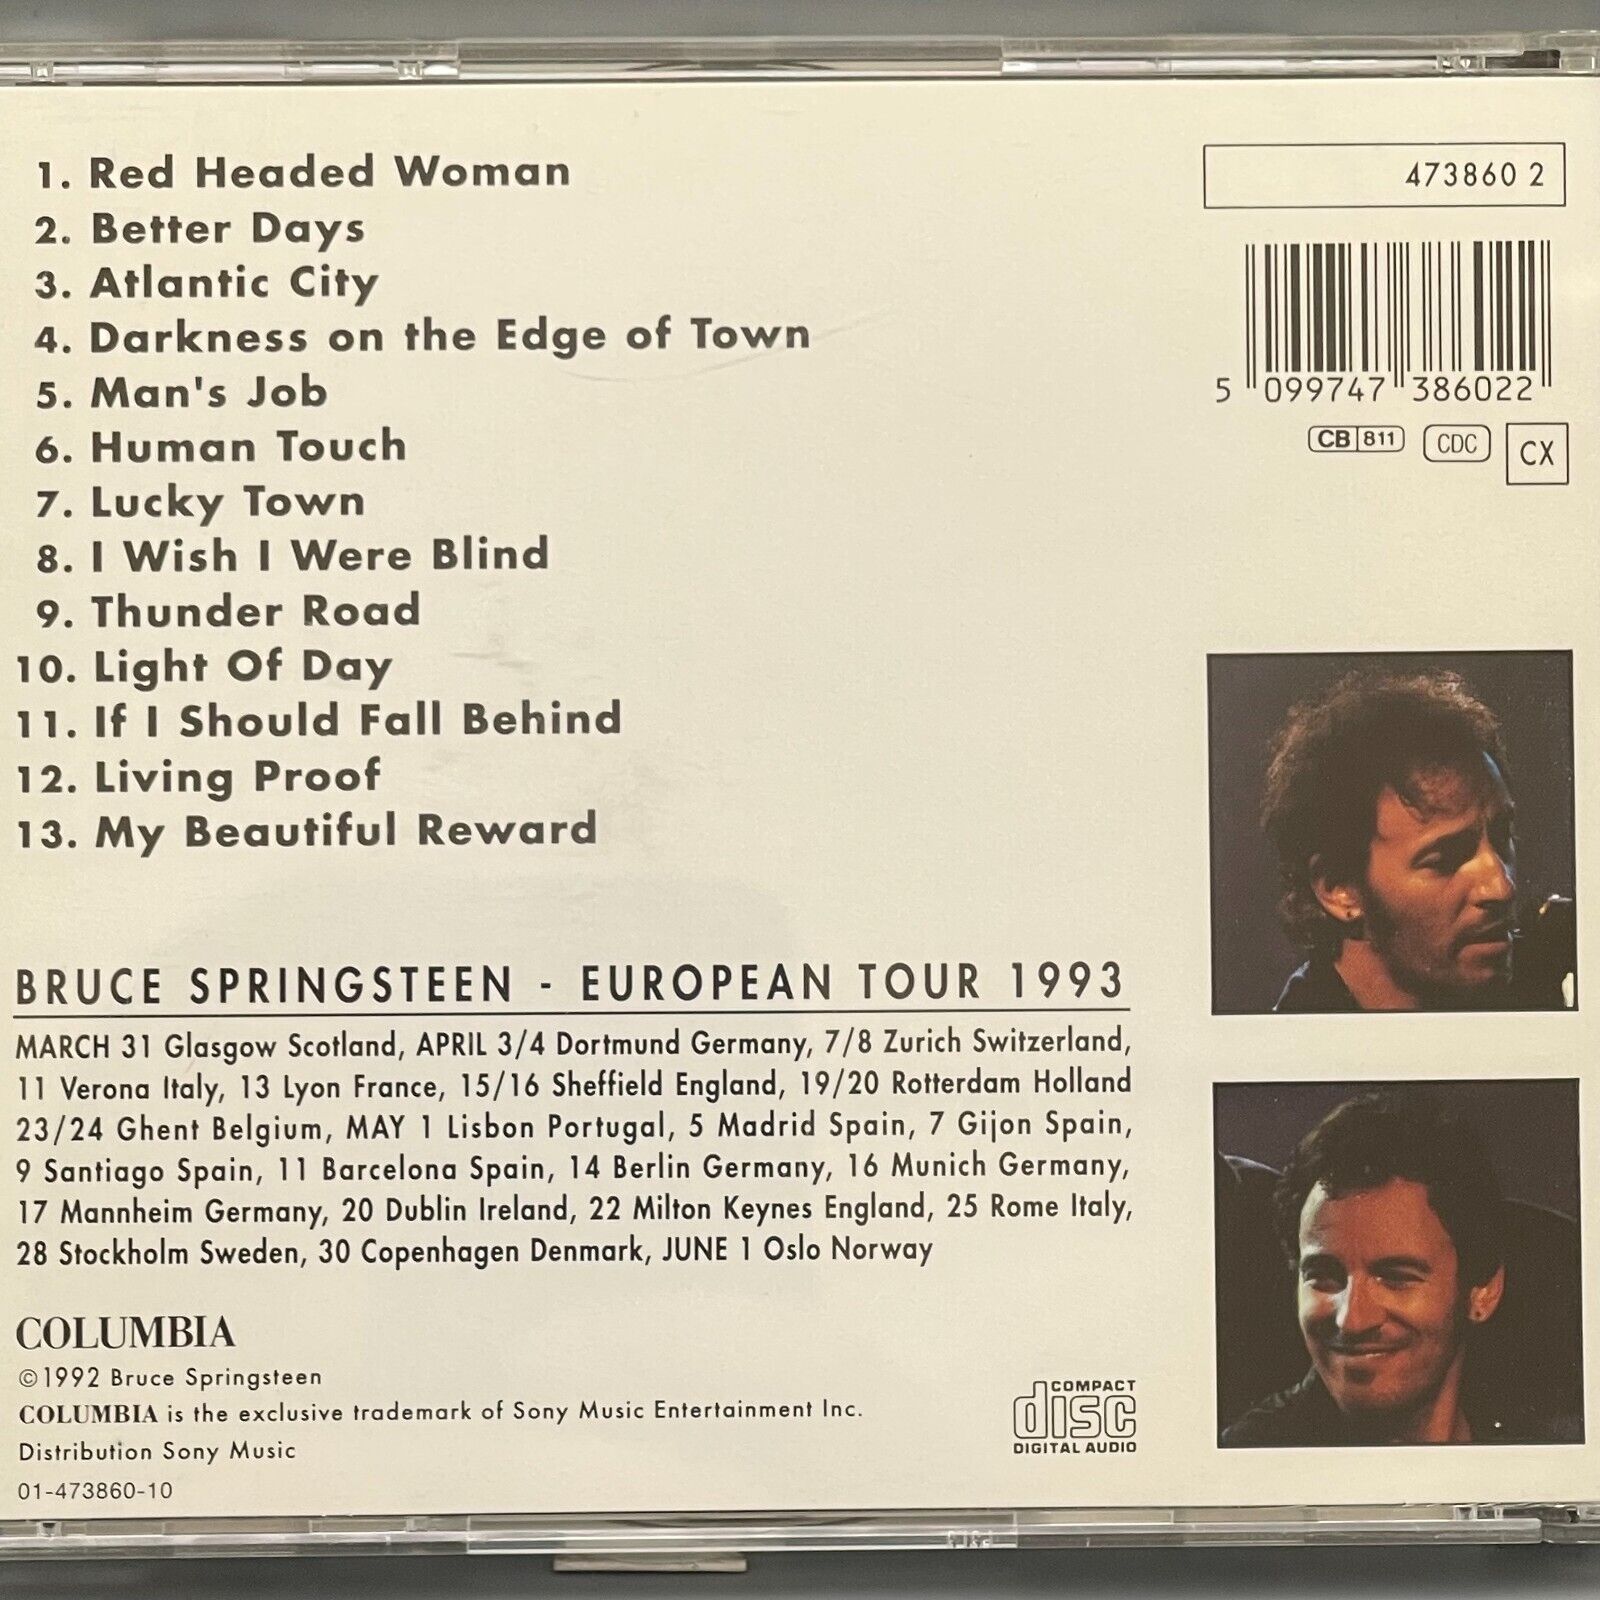 1. Red Headed Woman
2. Better Days
3. Atlantic City
4. Darkness on the Edge of Town
5. Man's Job
6. Human Touch
7. Lucky Town
8. I Wish I Were Blind
9. Thunder Road
10. Light Of Day
11. If I Should Fall Behind
12. Living Proof
13. My Beautiful Reward
473860 2
5 099747 386022
CB 811 CDC CX
BRUCE SPRINGSTEEN - EUROPEAN TOUR 1993
MARCH 31 Glasgow Scotland, APRIL 3/4 Dortmund Germany, 7/8 Zurich Switzerland,
11 Verona Italy, 13 Lyon France, 15/16 Sheffield England, 19/20 Rotterdam Holland
23/24 Ghent Belgium, MAY 1 Lisbon Portugal, 5 Madrid Spain, 7 Gijon Spain,
9 Santiago Spain, 11 Barcelona Spain, 14 Berlin Germany, 16 Munich Germany,
17 Mannheim Germany, 20 Dublin Ireland, 22 Milton Keynes England, 25 Rome Italy,
28 Stockholm Sweden, 30 Copenhagen Denmark, JUNE 1 Oslo Norway
COLUMBIA
©1992 Bruce Springsteen
COLUMBIA is the exclusive trademark of Sony Music Entertainment Inc.
Distribution Sony Music
01-473860-10
COMPACT
disc
DIGITAL AUDIO